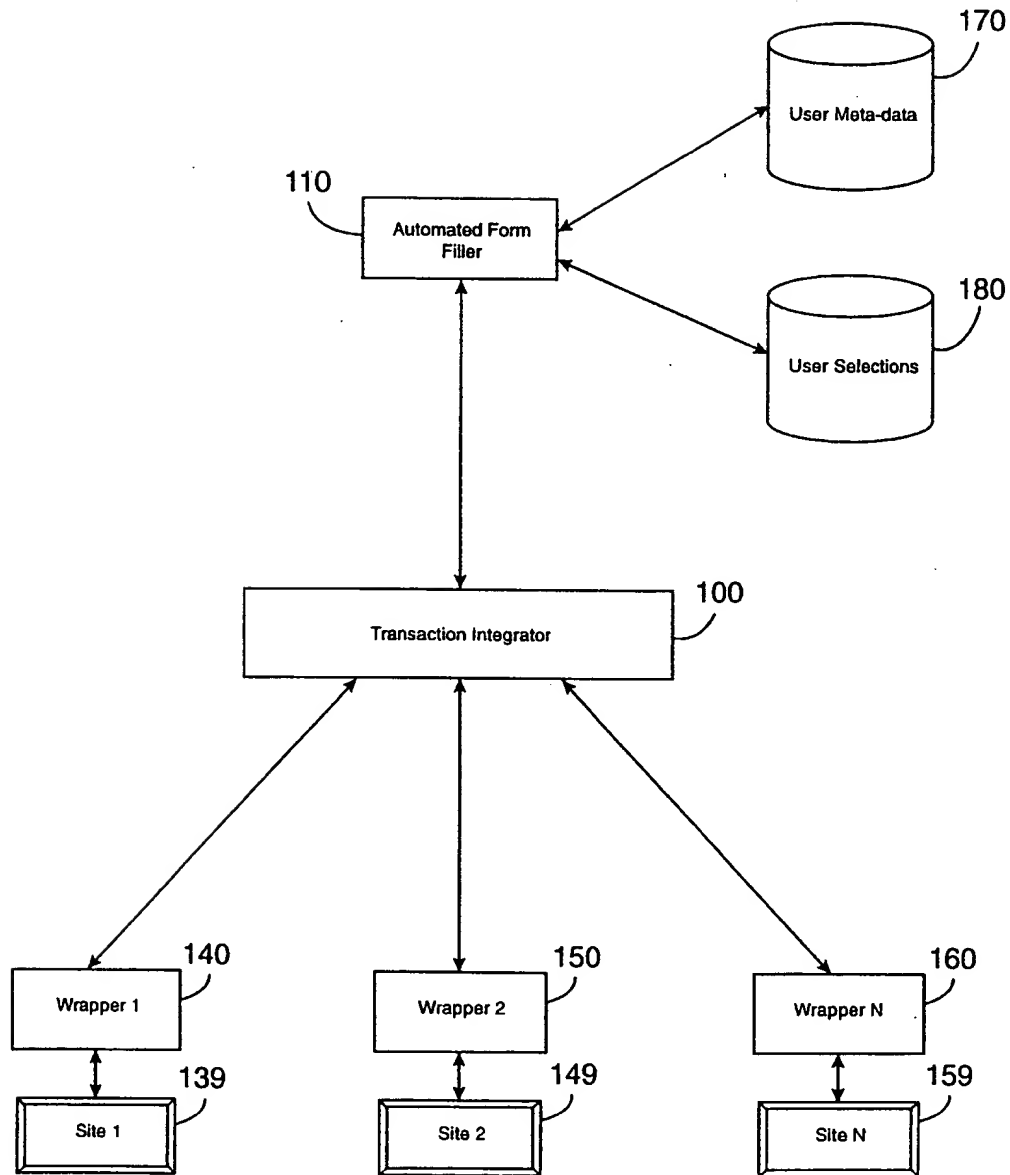 170
User Meta-data
110
Automated Form
Filler
180
User Selections
100
Transaction Integrator
140
Wrapper 1
150
Wrapper 2
160
Wrapper N
139
Site 1
149
Site 2
159
Site N